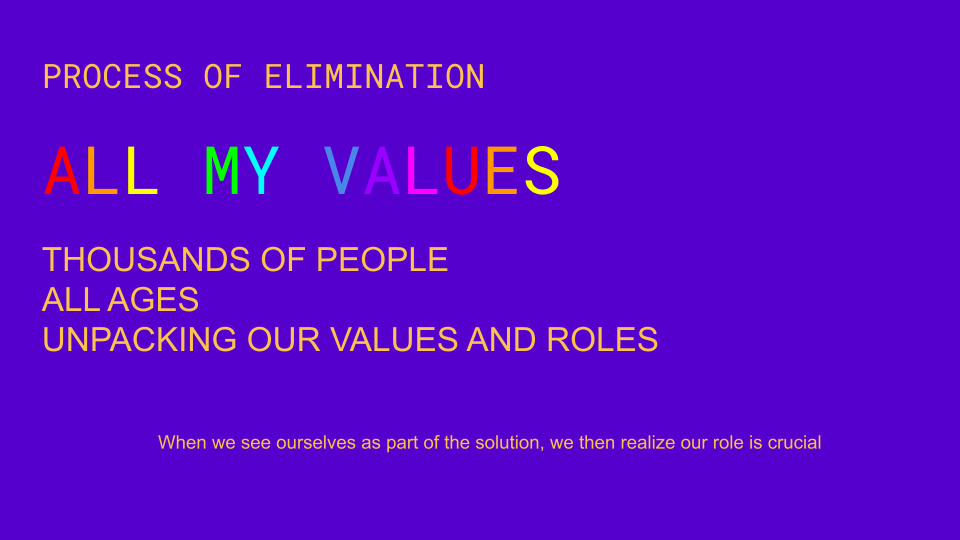 PROCESS OF ELIMINATION
ALL MY VALUES
THOUSANDS OF PEOPLE
ALL AGES
UNPACKING OUR VALUES AND ROLES
When we see ourselves as part of the solution, we then realize our role is crucial